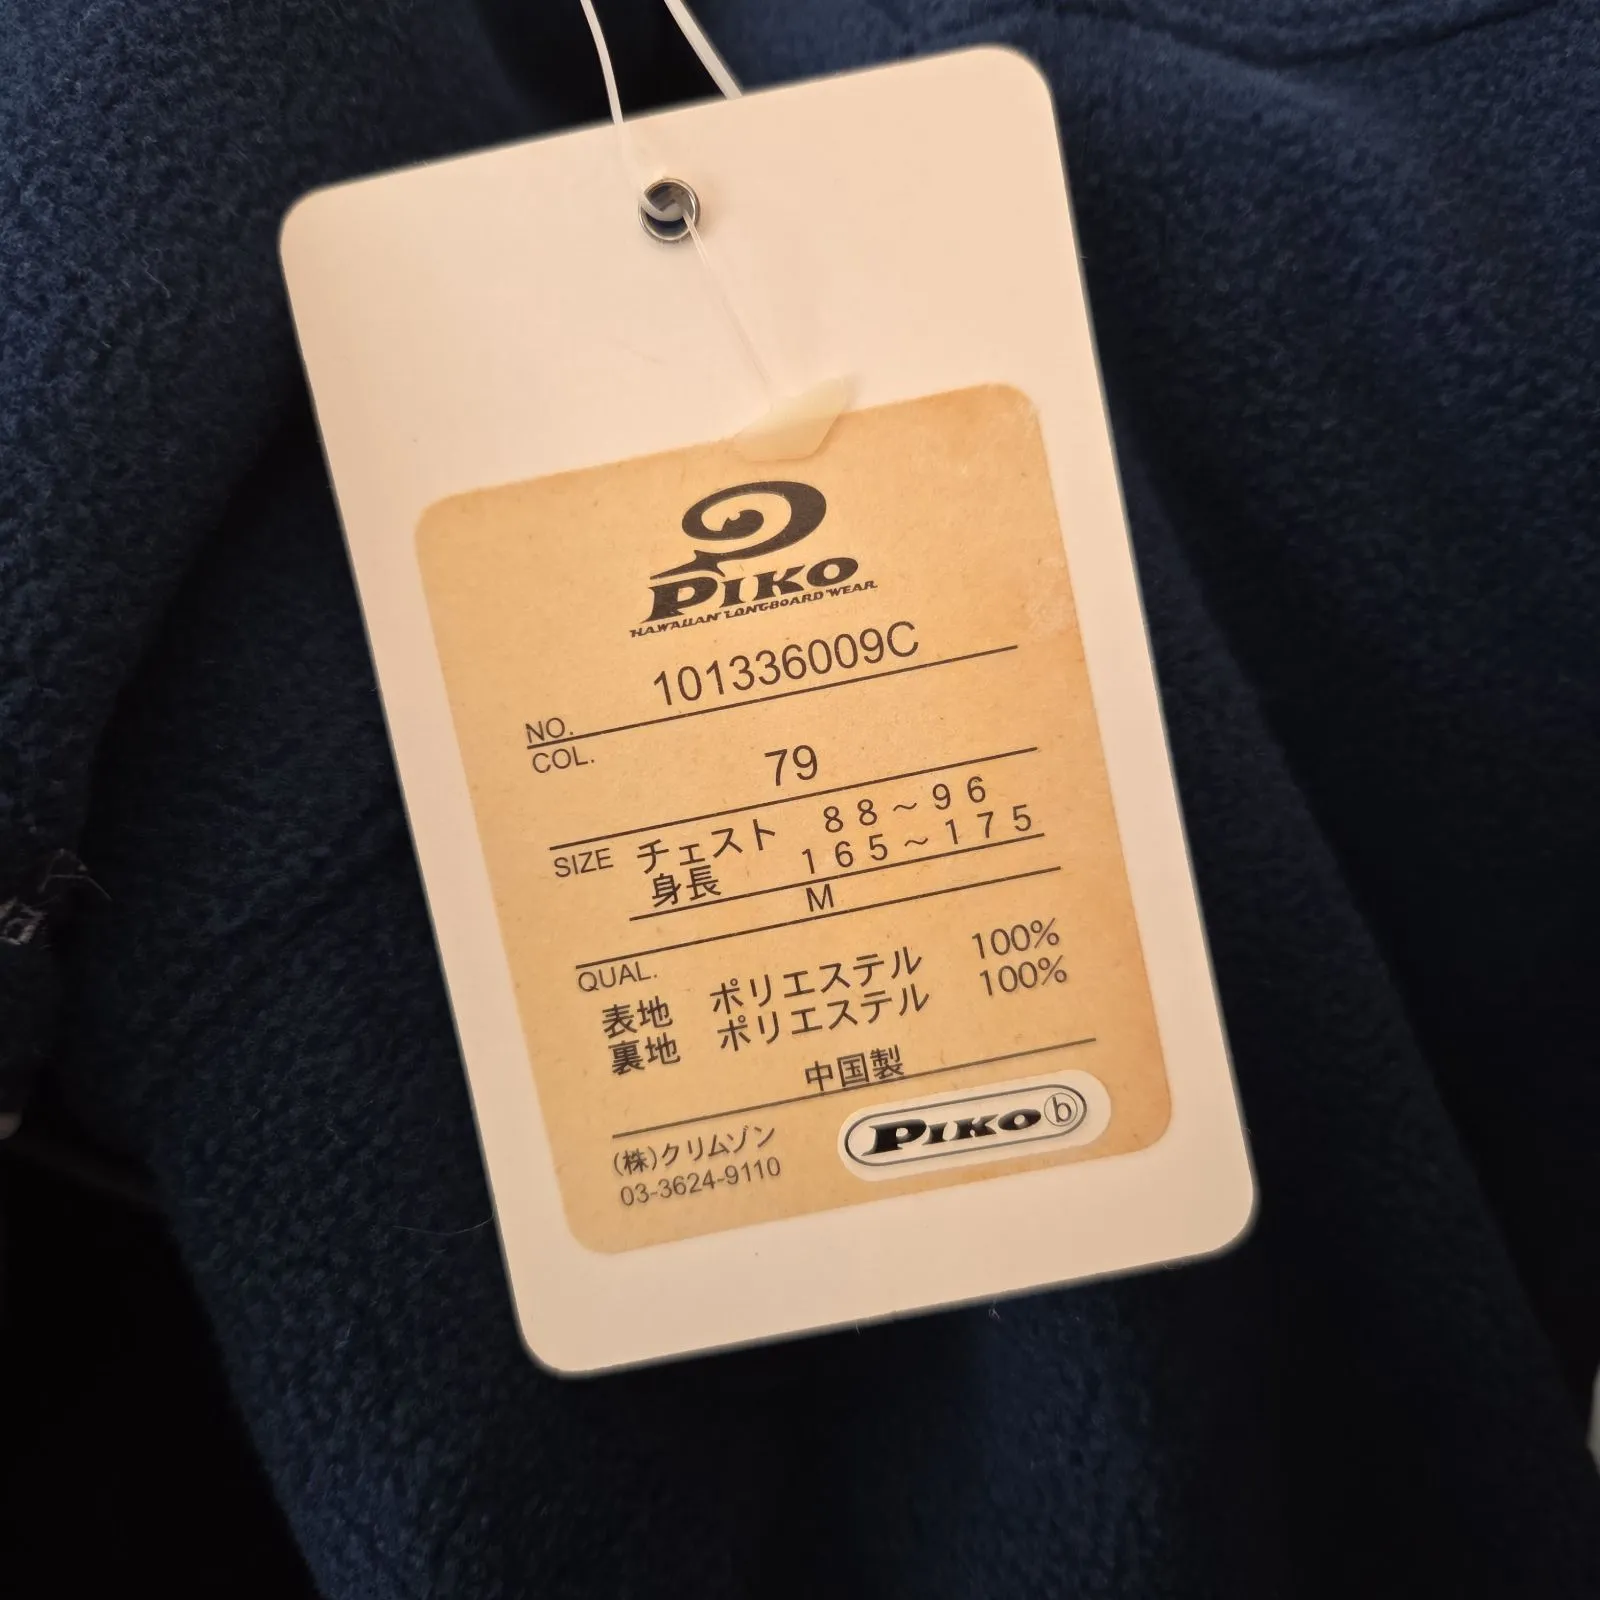 PIKO
HAWAIIAN LONGBOARD WEAR
NO. 101336009C
COL. 79
SIZE チェスト 88～96
身長 165～175
M
QUAL.
表地 ポリエステル 100%
裏地 ポリエステル 100%
中国製
(株)クリムゾン
03-3624-9110
PIKO b